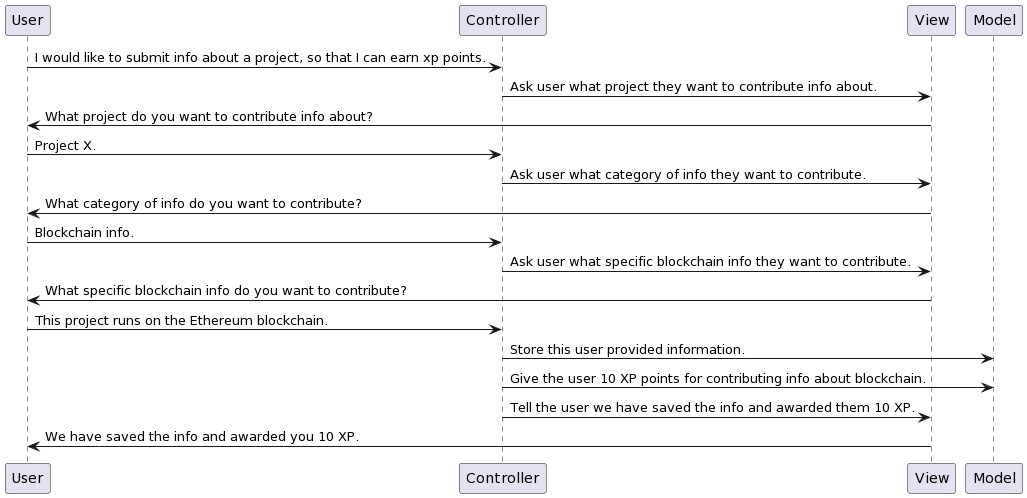 User Controller View Model
I would like to submit info about a project, so that I can earn xp points.
Ask user what project they want to contribute info about.
What project do you want to contribute info about?
Project X.
Ask user what category of info they want to contribute.
What category of info do you want to contribute?
Blockchain info.
Ask user what specific blockchain info they want to contribute.
What specific blockchain info do you want to contribute?
This project runs on the Ethereum blockchain.
Store this user provided information.
Give the user 10 XP points for contributing info about blockchain.
Tell the user we have saved the info and awarded them 10 XP.
We have saved the info and awarded you 10 XP.
User Controller View Model